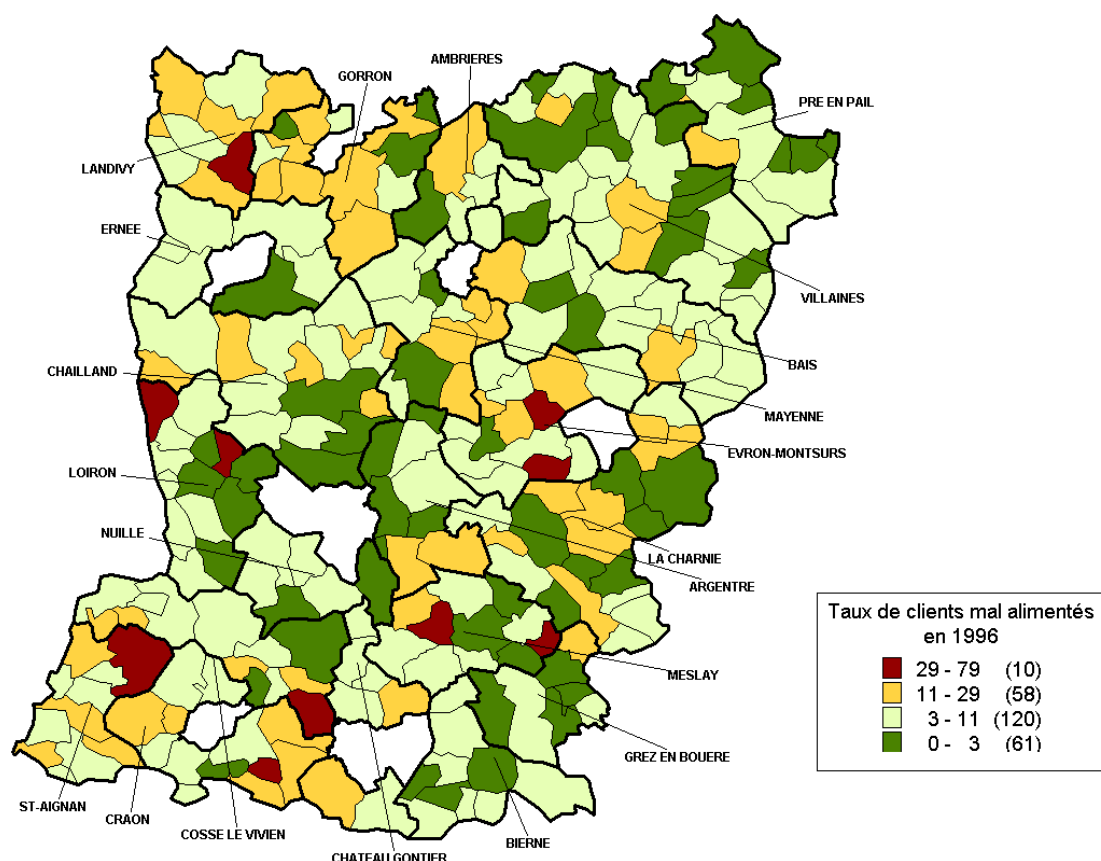 AMBRIERES
GORRON
PRE EN PAIL
LANDIVY
ERNEE
VILLAINES
BAIS
CHAILLAND
MAYENNE
EVRON-MONTSURS
LOIRON
NUILLE
LA CHARNIE
ARGENTRE
MESLAY
GREZ EN BOUERE
ST-AIGNAN
CRAON
COSSE LE VIVIEN
BIERNE
CHATEAU GONTIER
Taux de clients mal alimentés
en 1996
29 - 79 (10)
11 - 29 (58)
3 - 11 (120)
0 - 3 (61)